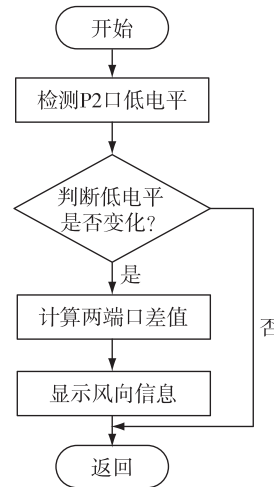 开始
检测P2口低电平
判断低电平
是否变化?
是
计算两端口差值
否
显示风向信息
返回